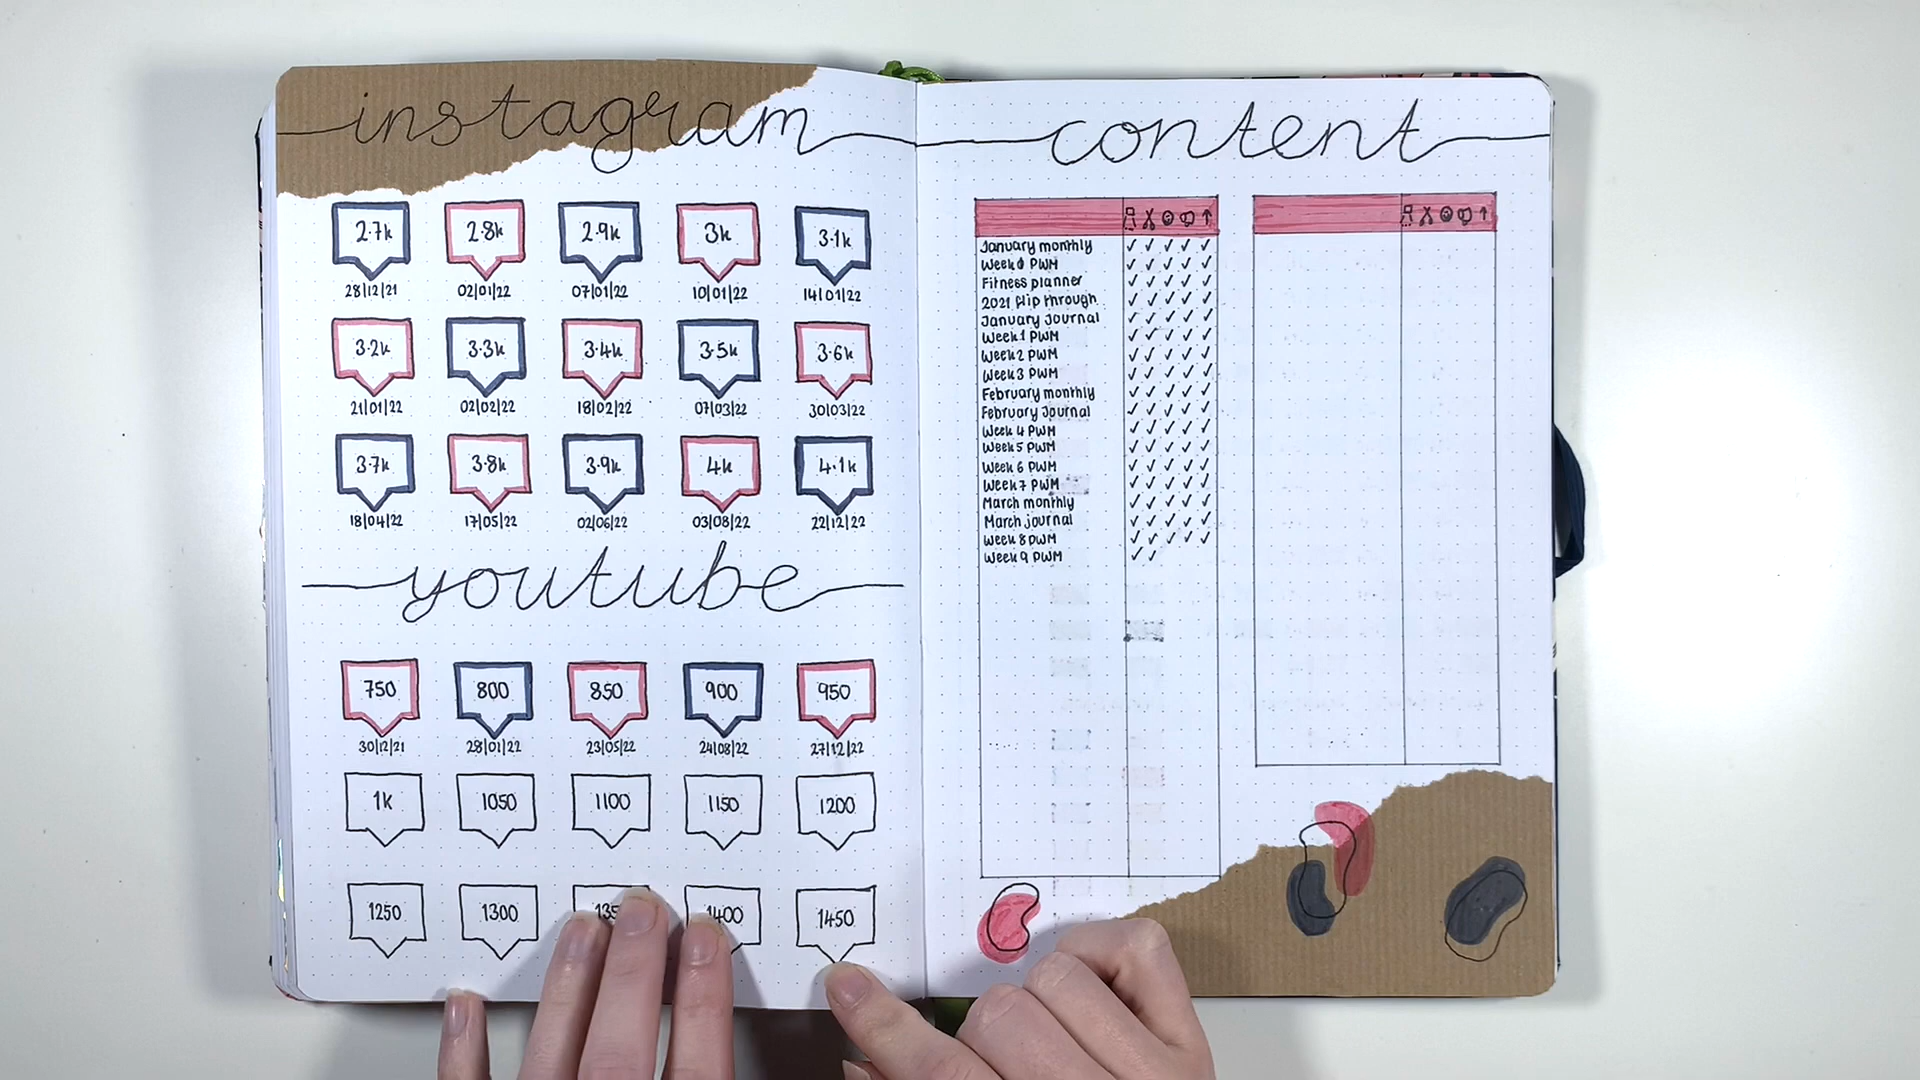 instagram
2.7k 2.8k 2.9k 3k 3.1k
28/12/21 02/01/22 07/01/22 10/01/22 14/01/22
3.2k 3.3k 3.4k 3.5k 3.6k
21/01/22 02/02/22 18/02/22 07/03/22 30/03/22
3.7k 3.8k 3.9k 4k 4.1k
18/04/22 17/05/22 02/06/22 03/08/22 22/12/22
youtube
750 800 850 900 950
30/12/21 28/01/22 23/05/22 24/08/22 27/12/22
1k 1050 1100 1150 1200
1250 1300 1400 1450
content
January monthly
Week 0 PWM
Fitness planner
2021 flip through
January Journal
Week 1 PWM
Week 2 PWM
Week 3 PWM
February monthly
February Journal
Week 4 PWM
Week 5 PWM
Week 6 PWM
Week 7 PWM
March monthly
March journal
Week 8 PWM
Week 9 PWM